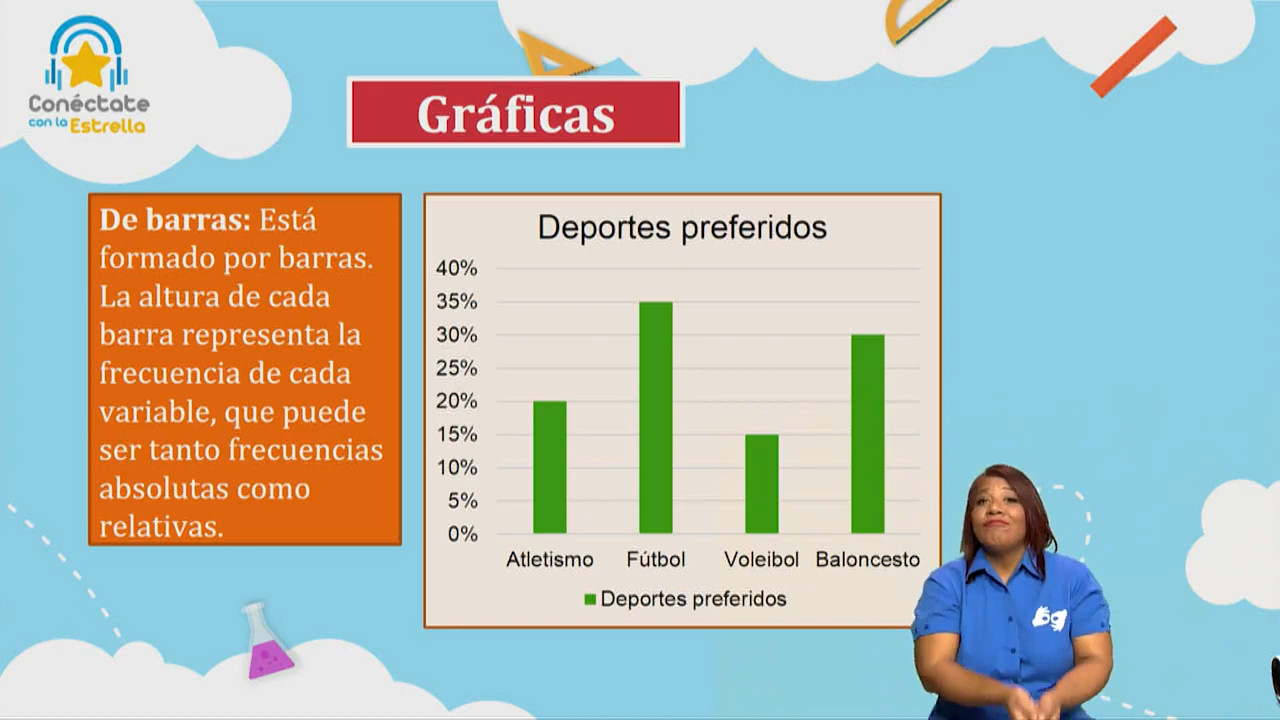 Conéctate
con la Estrella
Gráficas
De barras: Está
formado por barras.
La altura de cada
barra representa la
frecuencia de cada
variable, que puede
ser tanto frecuencias
absolutas como
relativas.
Deportes preferidos
40%
35%
30%
25%
20%
15%
10%
5%
0%
Atletismo Fútbol Voleibol Baloncesto
Deportes preferidos